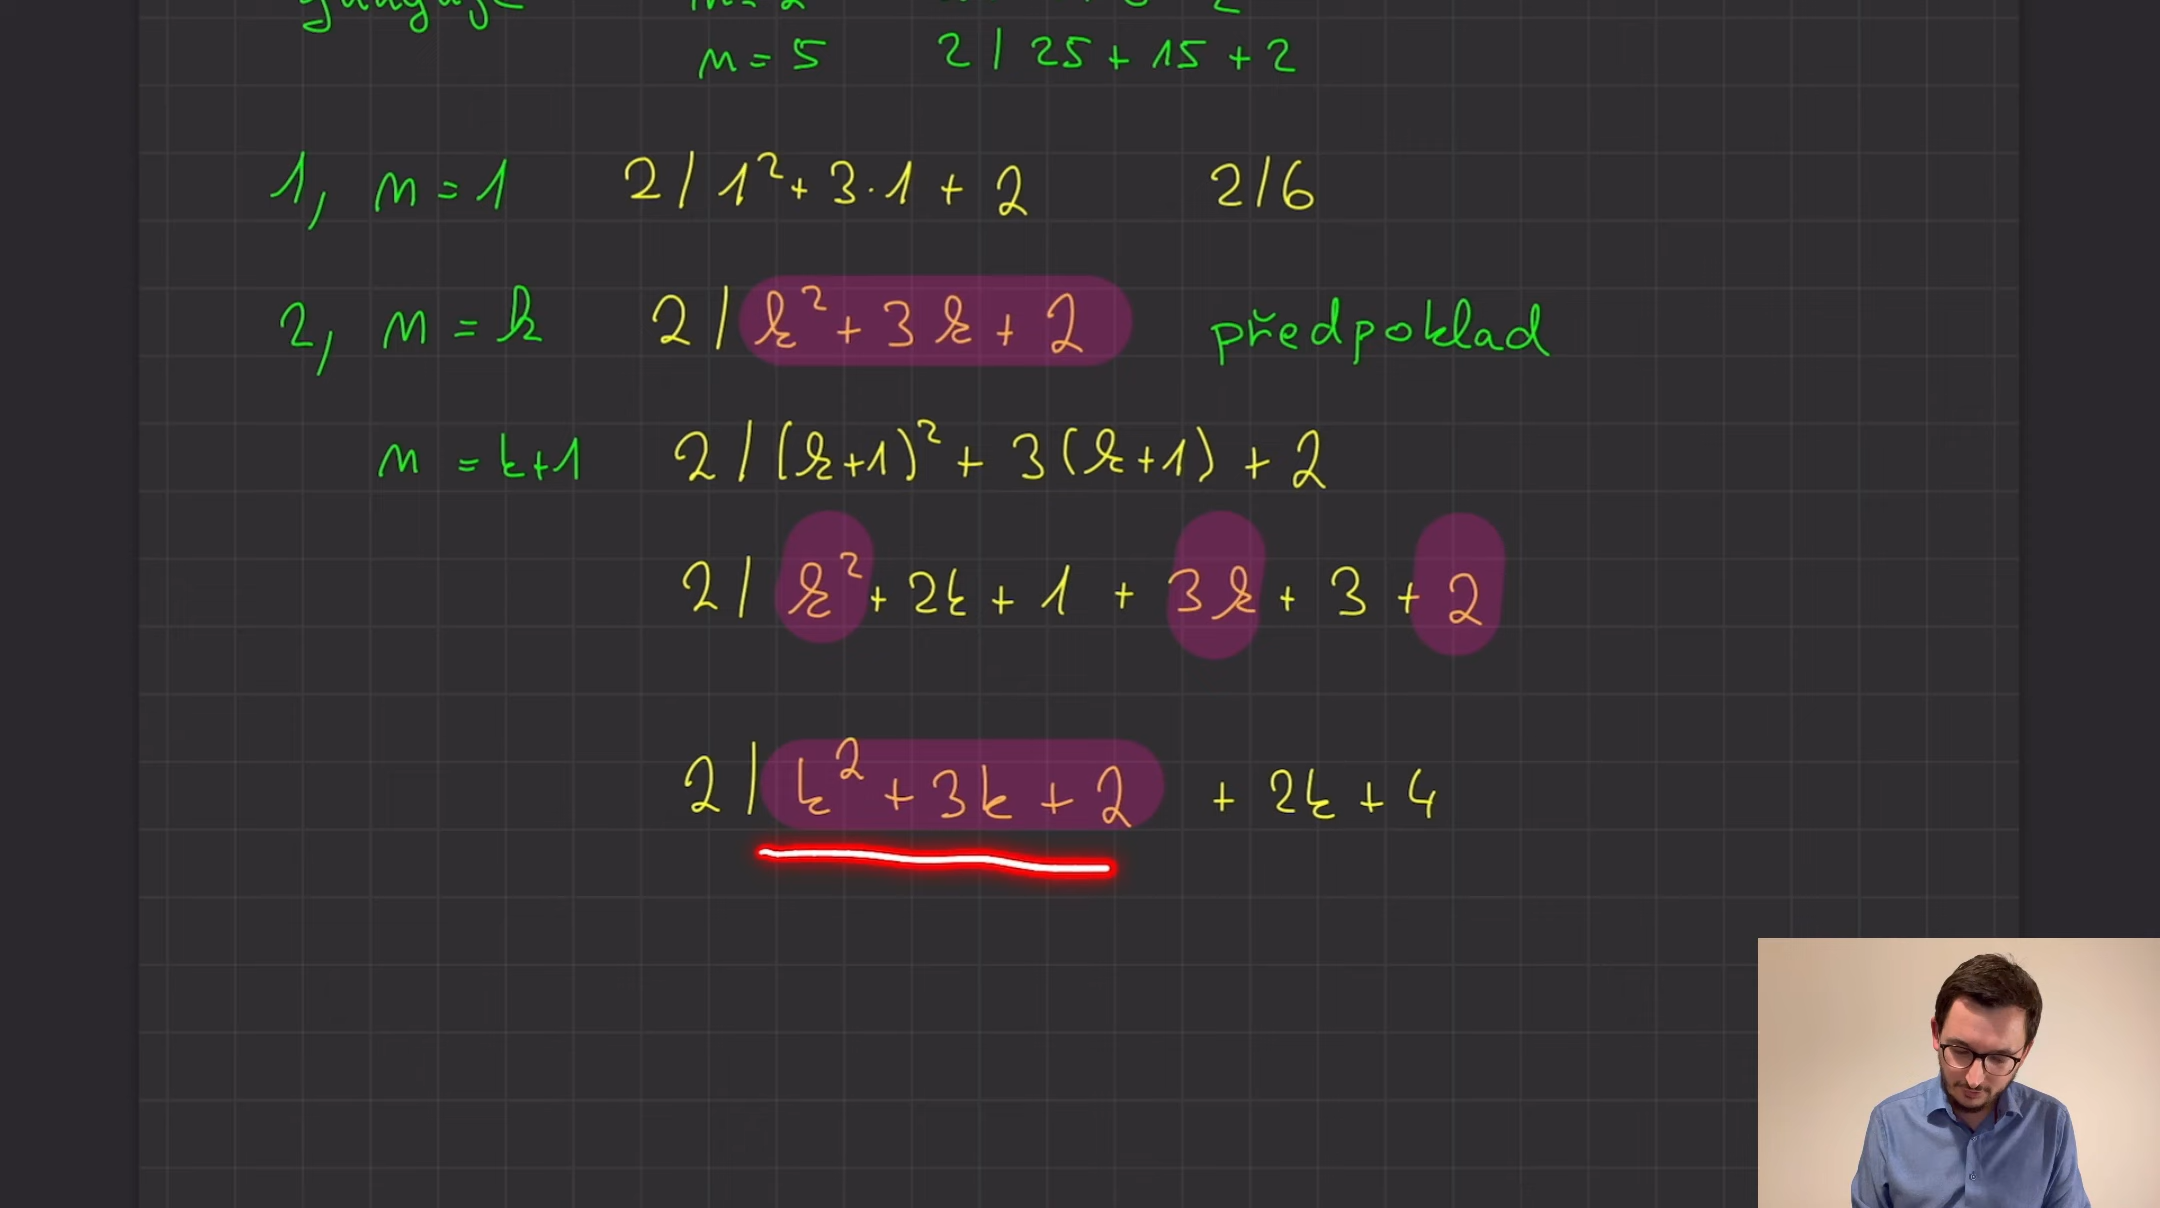 n = 5 2 | 25 + 15 + 2
1, n = 1 2 | 1² + 3 · 1 + 2 2 | 6
2, n = k 2 | k² + 3k + 2 předpoklad
n = k+1 2 | (k+1)² + 3(k+1) + 2
2 | k² + 2k + 1 + 3k + 3 + 2
2 | k² + 3k + 2 + 2k + 4